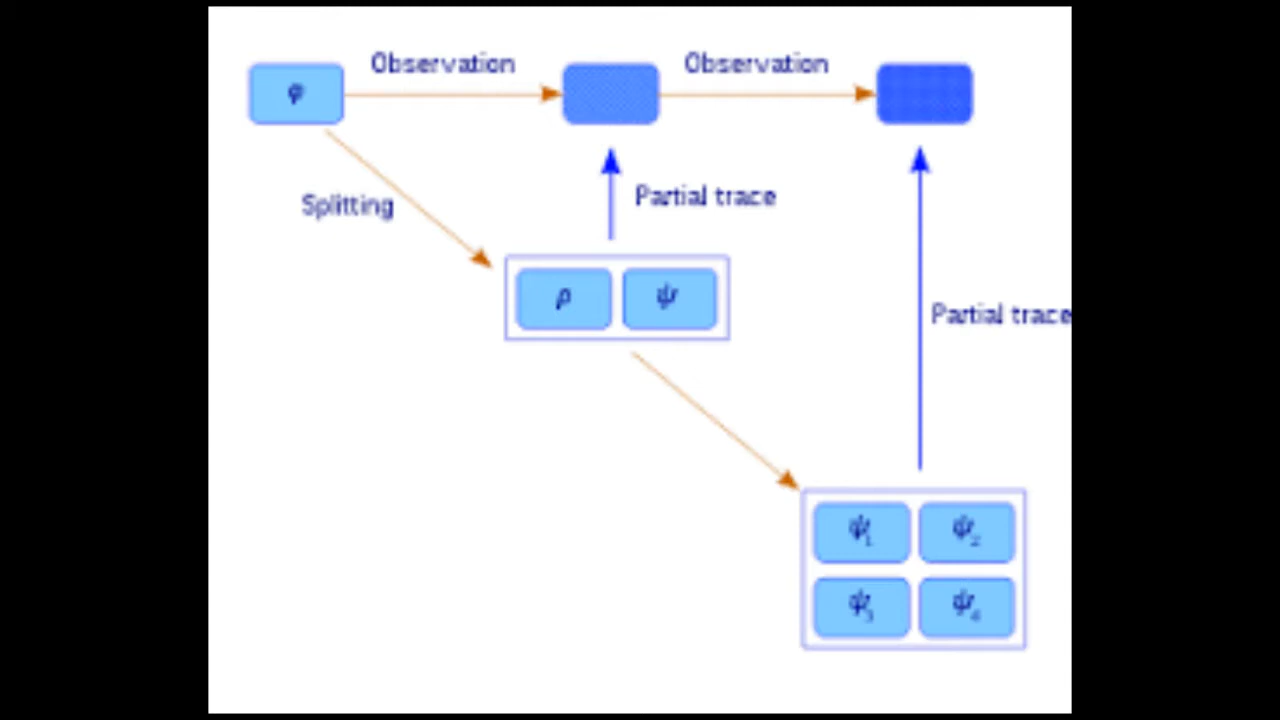 Observation
Observation
φ
Partial trace
Splitting
ρ
ψ
Partial trace
ψ₁
ψ₂
ψ₃
ψ₄